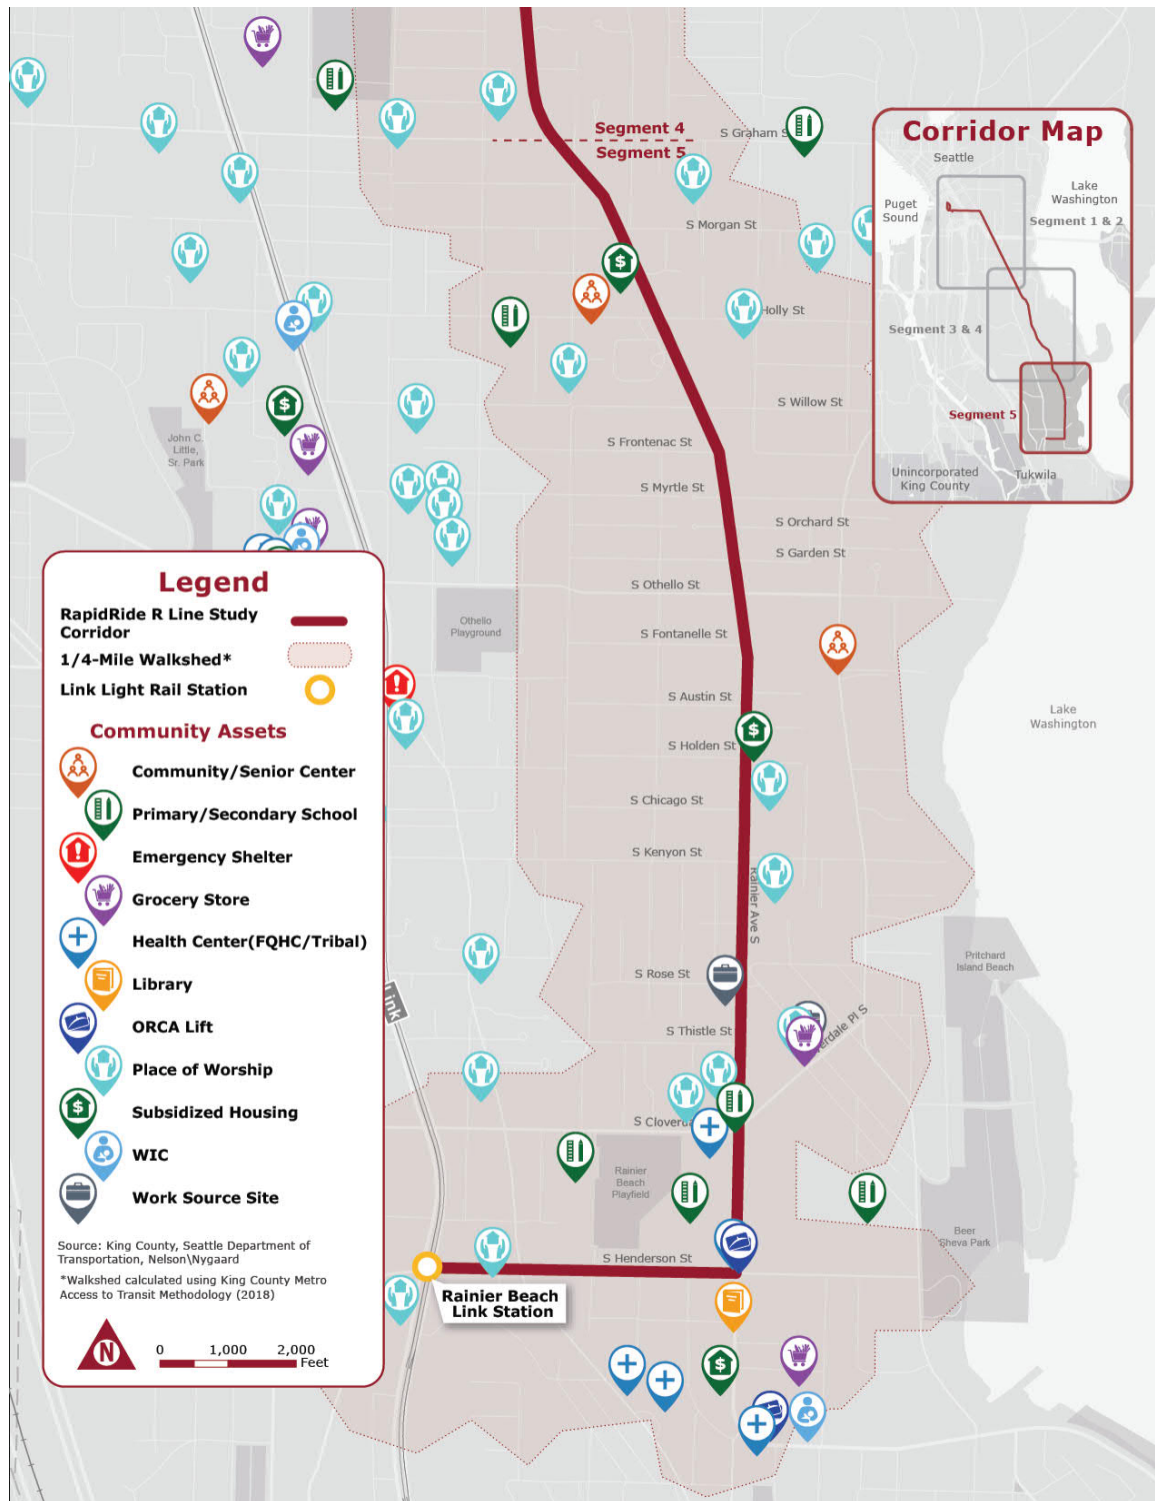 Segment 4
S Graham S
Segment 5
S Morgan St
Holly St
S Willow St
S Frontenac St
S Myrtle St
S Orchard St
S Garden St
S Othello St
S Fontanelle St
S Austin St
S Holden St
S Chicago St
S Kenyon St
Rainier Ave S
S Rose St
S Thistle St
verdale Pl S
S Cloverda
S Henderson St
John C.
Little,
Sr. Park
Othello
Playground
Lake
Washington
Pritchard
Island Beach
Rainier
Beach
Playfield
Beer
Sheva Park
Link
Rainier Beach
Link Station
Corridor Map
Seattle
Lake
Washington
Puget
Sound
Segment 1 & 2
Segment 3 & 4
Segment 5
Unincorporated
King County
Tukwila
Legend
RapidRide R Line Study
Corridor
1/4-Mile Walkshed*
Link Light Rail Station
Community Assets
Community/Senior Center
Primary/Secondary School
Emergency Shelter
Grocery Store
Health Center(FQHC/Tribal)
Library
ORCA Lift
Place of Worship
Subsidized Housing
WIC
Work Source Site
Source: King County, Seattle Department of
Transportation, Nelson\Nygaard
*Walkshed calculated using King County Metro
Access to Transit Methodology (2018)
N
0 1,000 2,000
Feet